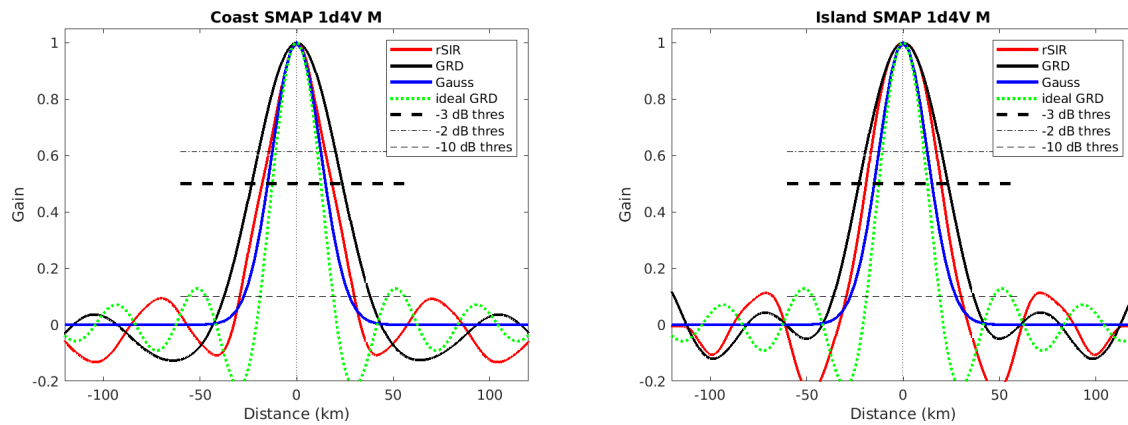 Coast SMAP 1d4V M
1
0.8
0.6
0.4
0.2
0
-0.2
Gain
-100
-50
0
50
100
Distance (km)
rSIR
GRD
Gauss
ideal GRD
-3 dB thres
-2 dB thres
-10 dB thres
Island SMAP 1d4V M
1
0.8
0.6
0.4
0.2
0
-0.2
Gain
-100
-50
0
50
100
Distance (km)
rSIR
GRD
Gauss
ideal GRD
-3 dB thres
-2 dB thres
-10 dB thres